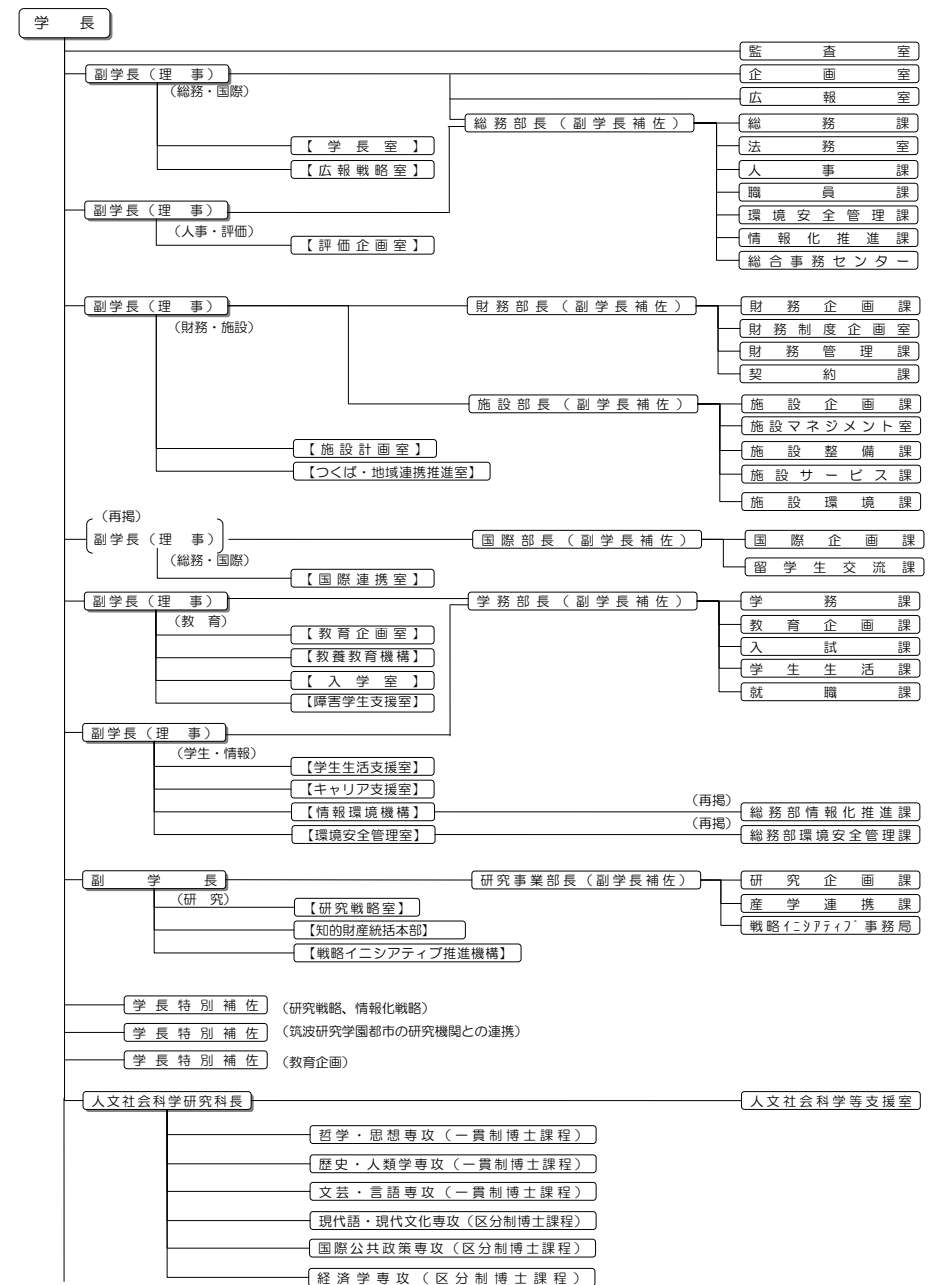 学長
監査室
副学長（理事） 企画室
（総務・国際）
広報室
総務部長（副学長補佐） 総務課
【学長室】 法務室
【広報戦略室】 人事課
職員課
副学長（理事） 環境安全管理課
（人事・評価）
【評価企画室】 情報化推進課
総合事務センター
副学長（理事） 財務部長（副学長補佐） 財務企画課
（財務・施設） 財務制度企画室
財務管理課
契約課
施設部長（副学長補佐） 施設企画課
施設マネジメント室
【施設計画室】 施設整備課
【つくば・地域連携推進室】 施設サービス課
施設環境課
（再掲）
副学長（理事） 国際部長（副学長補佐） 国際企画課
（総務・国際） 留学生交流課
【国際連携室】
副学長（理事） 学務部長（副学長補佐） 学務課
（教育） 教育企画課
【教育企画室】 入試課
【教養教育機構】 学生生活課
【入学室】 就職課
【障害学生支援室】
副学長（理事）
（学生・情報）
【学生生活支援室】
【キャリア支援室】
（再掲）
【情報環境機構】 総務部情報化推進課
（再掲）
【環境安全管理室】 総務部環境安全管理課
副学長 研究事業部長（副学長補佐） 研究企画課
（研究） 産学連携課
【研究戦略室】 戦略ｲﾆｼｱﾃｨﾌﾞ事務局
【知的財産統括本部】
【戦略イニシアティブ推進機構】
学長特別補佐 （研究戦略、情報化戦略）
学長特別補佐 （筑波研究学園都市の研究機関との連携）
学長特別補佐 （教育企画）
人文社会科学研究科長 人文社会科学等支援室
哲学・思想専攻（一貫制博士課程）
歴史・人類学専攻（一貫制博士課程）
文芸・言語専攻（一貫制博士課程）
現代語・現代文化専攻（区分制博士課程）
国際公共政策専攻（区分制博士課程）
経済学専攻（区分制博士課程）